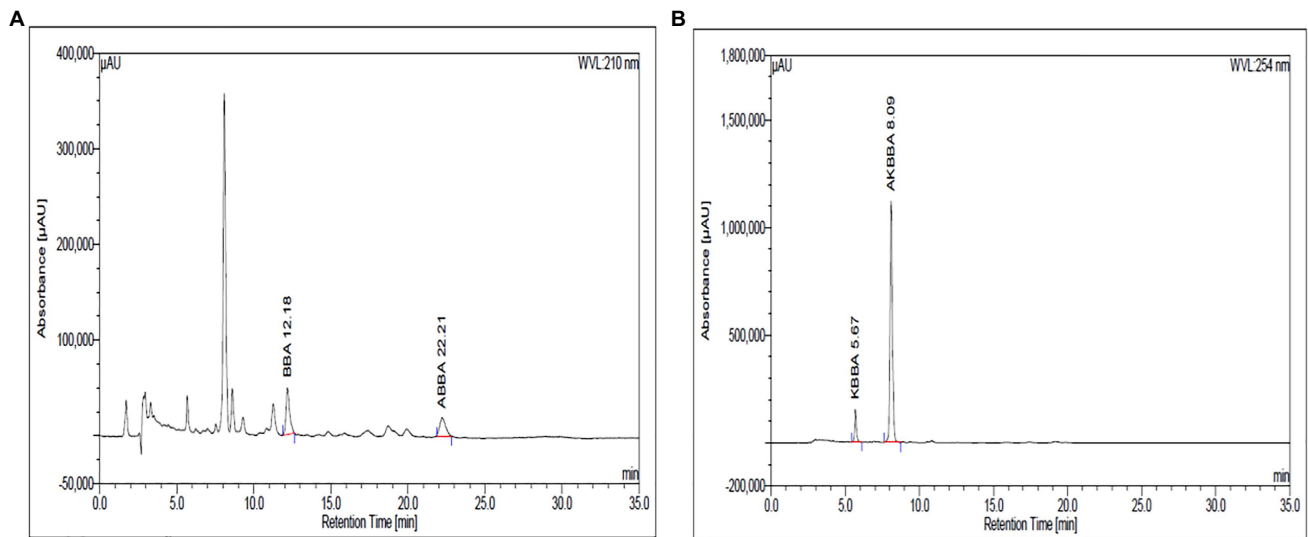 A
400,000
µAU
WVL:210 nm
300,000
200,000
100,000
-50,000
Absorbance [µAU]
BBA 12.18
ABBA 22.21
min
0.0 5.0 10.0 15.0 20.0 25.0 30.0 35.0
Retention Time [min]
B
1,800,000
µAU
WVL:254 nm
1,500,000
1,000,000
500,000
-200,000
Absorbance [µAU]
KBBA 5.67
AKBBA 8.09
min
0.0 5.0 10.0 15.0 20.0 25.0 30.0 35.0
Retention Time [min]